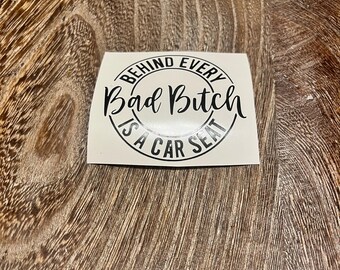 BEHIND EVERY
Bad Bitch
IS A CAR SEAT